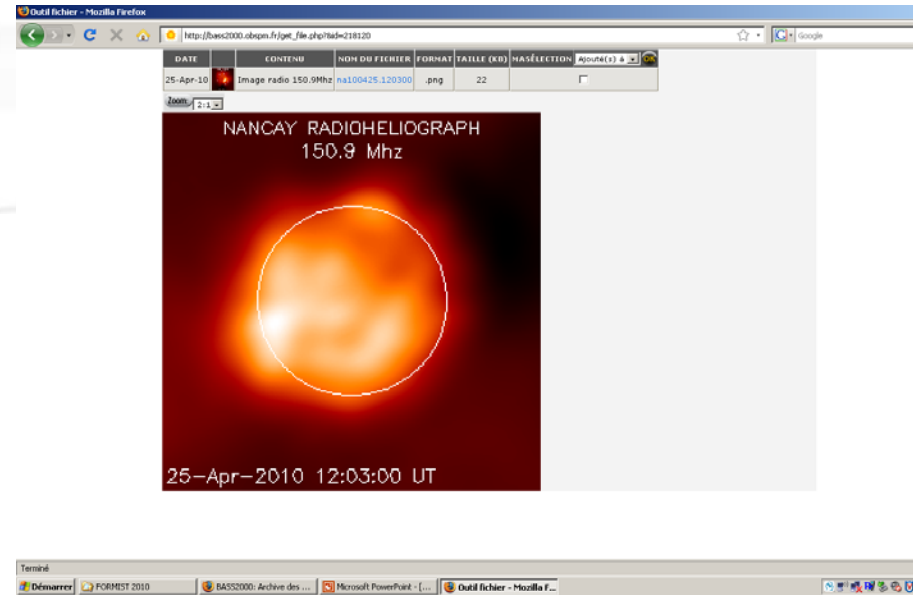 Outil fichier - Mozilla Firefox
http://bass2000.obspm.fr/get_file.php?tid=218120
Google
DATE CONTENU NOM DU FICHIER FORMAT TAILLE (KB) MASÉLECTION Ajouté(s) à OK
25-Apr-10 Image radio 150.9Mhz na100425.120300 .png 22
Zoom 2:1
NANCAY RADIOHELIOGRAPH
150.9 Mhz
25-Apr-2010 12:03:00 UT
Terminé
Démarrer FORMIST 2010 BASS2000: Archive des ... Microsoft PowerPoint - [... Outil fichier - Mozilla F...